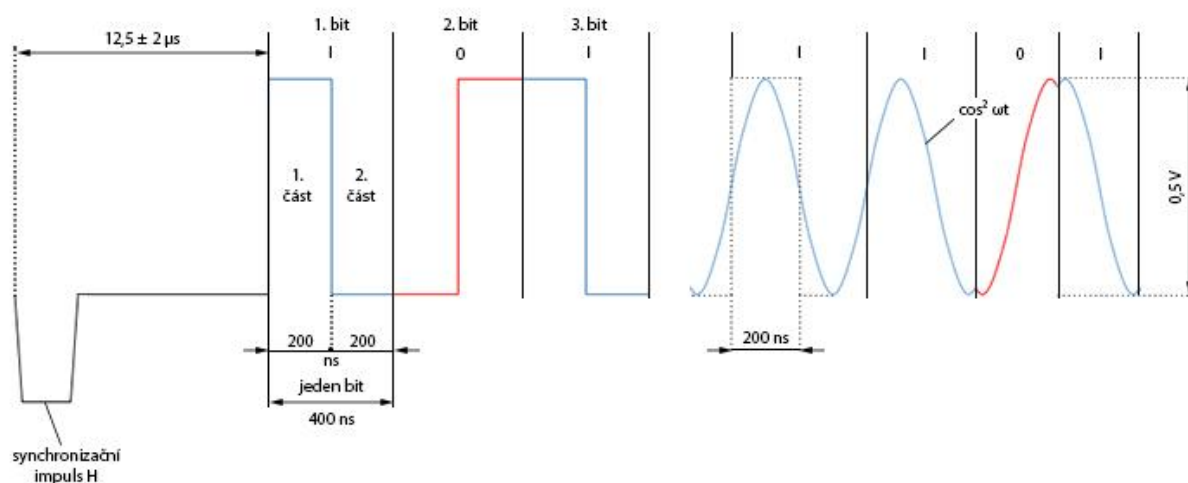 12,5 ± 2 µs
1. bit
2. bit
3. bit
I
0
I
I
I
0
I
cos² ωt
1.
část
2.
část
0,5 V
200
200
ns
200 ns
jeden bit
400 ns
synchronizační
impuls H